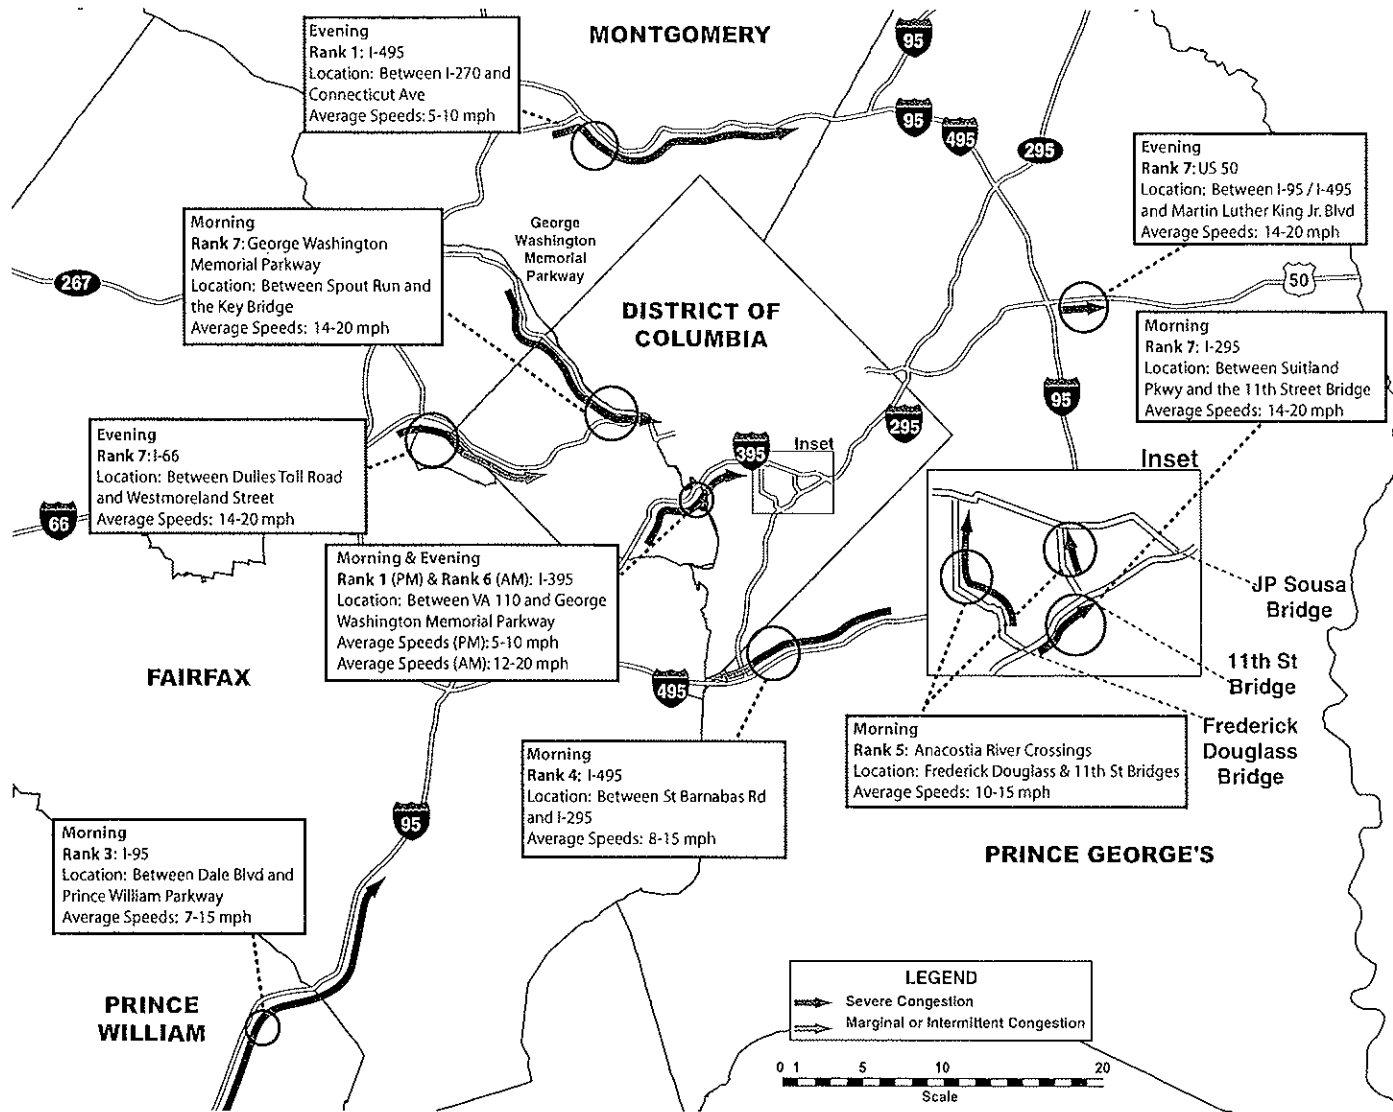 Evening
Rank 1: I-495
Location: Between I-270 and
Connecticut Ave
Average Speeds: 5-10 mph
MONTGOMERY
95
95
495
295
Evening
Rank 7: US 50
Location: Between I-95 / I-495
and Martin Luther King Jr. Blvd
Average Speeds: 14-20 mph
Morning
Rank 7: George Washington
Memorial Parkway
Location: Between Spout Run and
the Key Bridge
Average Speeds: 14-20 mph
George
Washington
Memorial
Parkway
267
50
DISTRICT OF
COLUMBIA
Morning
Rank 7: I-295
Location: Between Suitland
Pkwy and the 11th Street Bridge
Average Speeds: 14-20 mph
95
295
Evening
Rank 7: I-66
Location: Between Dulles Toll Road
and Westmoreland Street
Average Speeds: 14-20 mph
395
Inset
Inset
66
Morning & Evening
Rank 1 (PM) & Rank 6 (AM): I-395
Location: Between VA 110 and George
Washington Memorial Parkway
Average Speeds (PM): 5-10 mph
Average Speeds (AM): 12-20 mph
JP Sousa
Bridge
11th St
Bridge
Frederick
Douglass
Bridge
FAIRFAX
495
Morning
Rank 5: Anacostia River Crossings
Location: Frederick Douglass & 11th St Bridges
Average Speeds: 10-15 mph
Morning
Rank 4: I-495
Location: Between St Barnabas Rd
and I-295
Average Speeds: 8-15 mph
95
Morning
Rank 3: I-95
Location: Between Dale Blvd and
Prince William Parkway
Average Speeds: 7-15 mph
PRINCE GEORGE'S
PRINCE
WILLIAM
LEGEND
Severe Congestion
Marginal or Intermittent Congestion
0 1 5 10 20
Scale